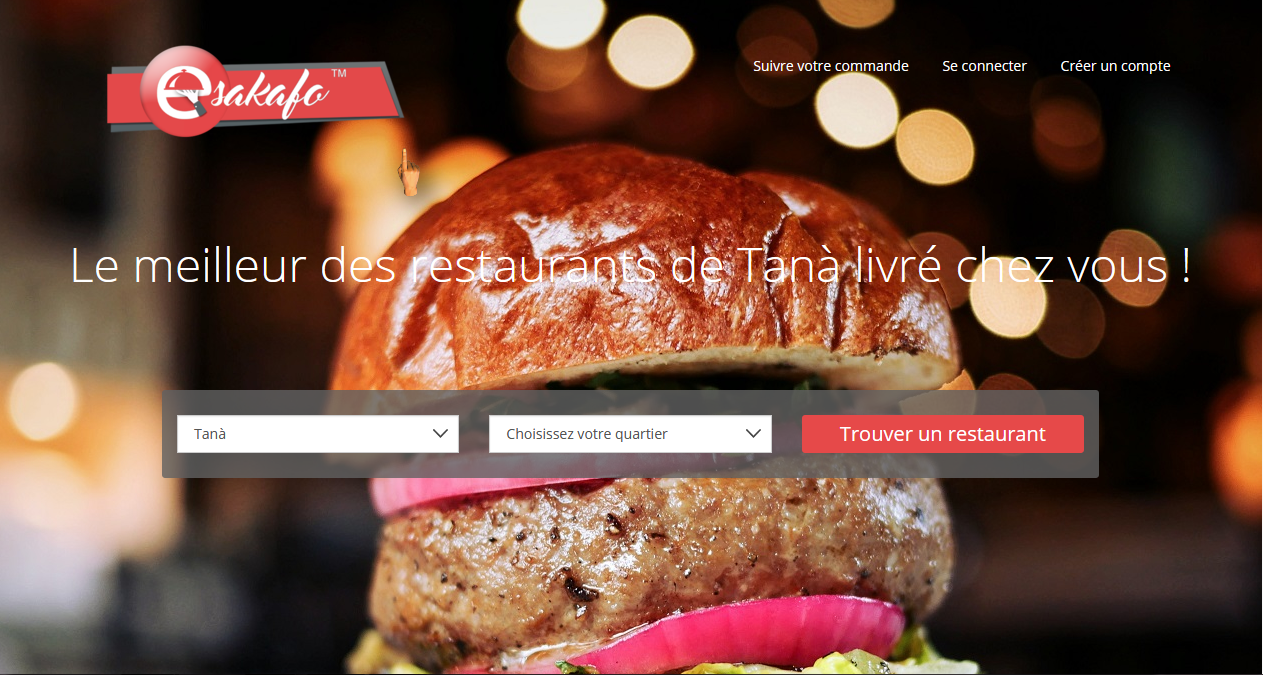 esakafo TM
Suivre votre commande
Se connecter
Créer un compte
Le meilleur des restaurants de Tanà livré chez vous !
Tanà
Choisissez votre quartier
Trouver un restaurant